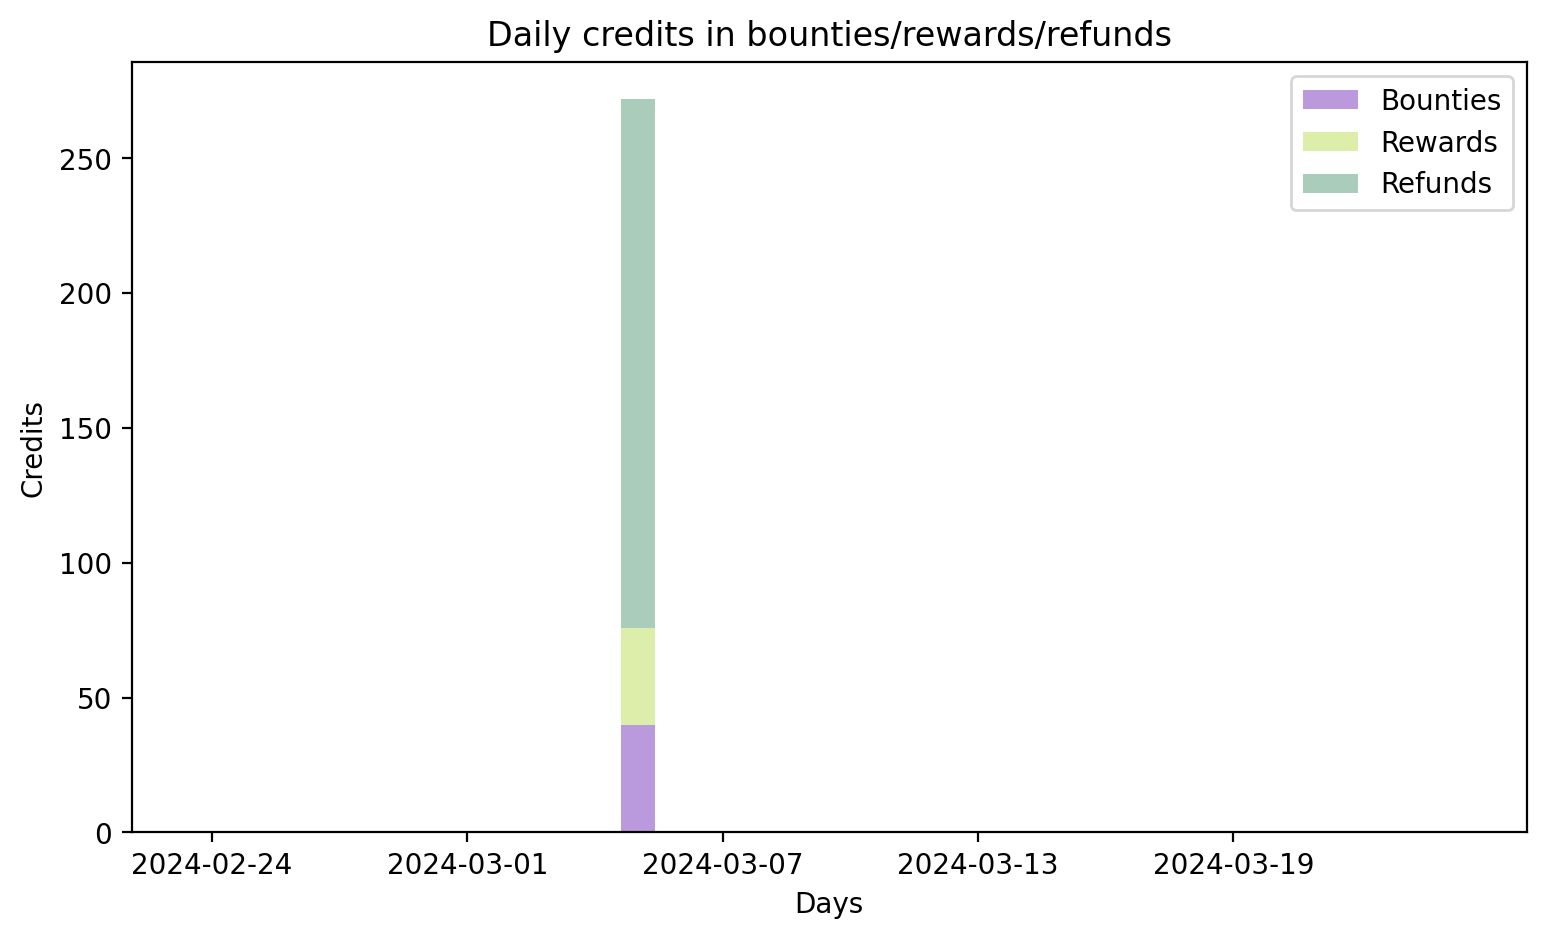 Daily credits in bounties/rewards/refunds
Bounties
Rewards
Refunds
250
200
150
100
50
0
Credits
2024-02-24 2024-03-01 2024-03-07 2024-03-13 2024-03-19
Days